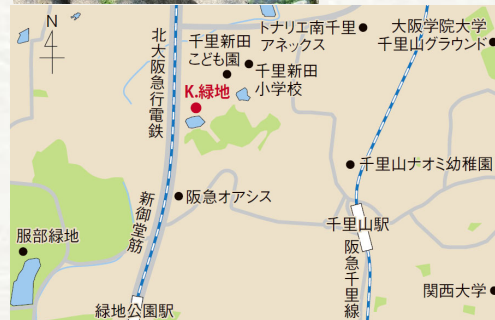 N
北大阪急行電鉄
千里新田
こども園
トナリエ南千里
アネックス
大阪学院大学
千里山グラウンド
千里新田
小学校
K.緑地
千里山ナオミ幼稚園
阪急オアシス
新御堂筋
千里山駅
服部緑地
阪急千里線
関西大学
緑地公園駅